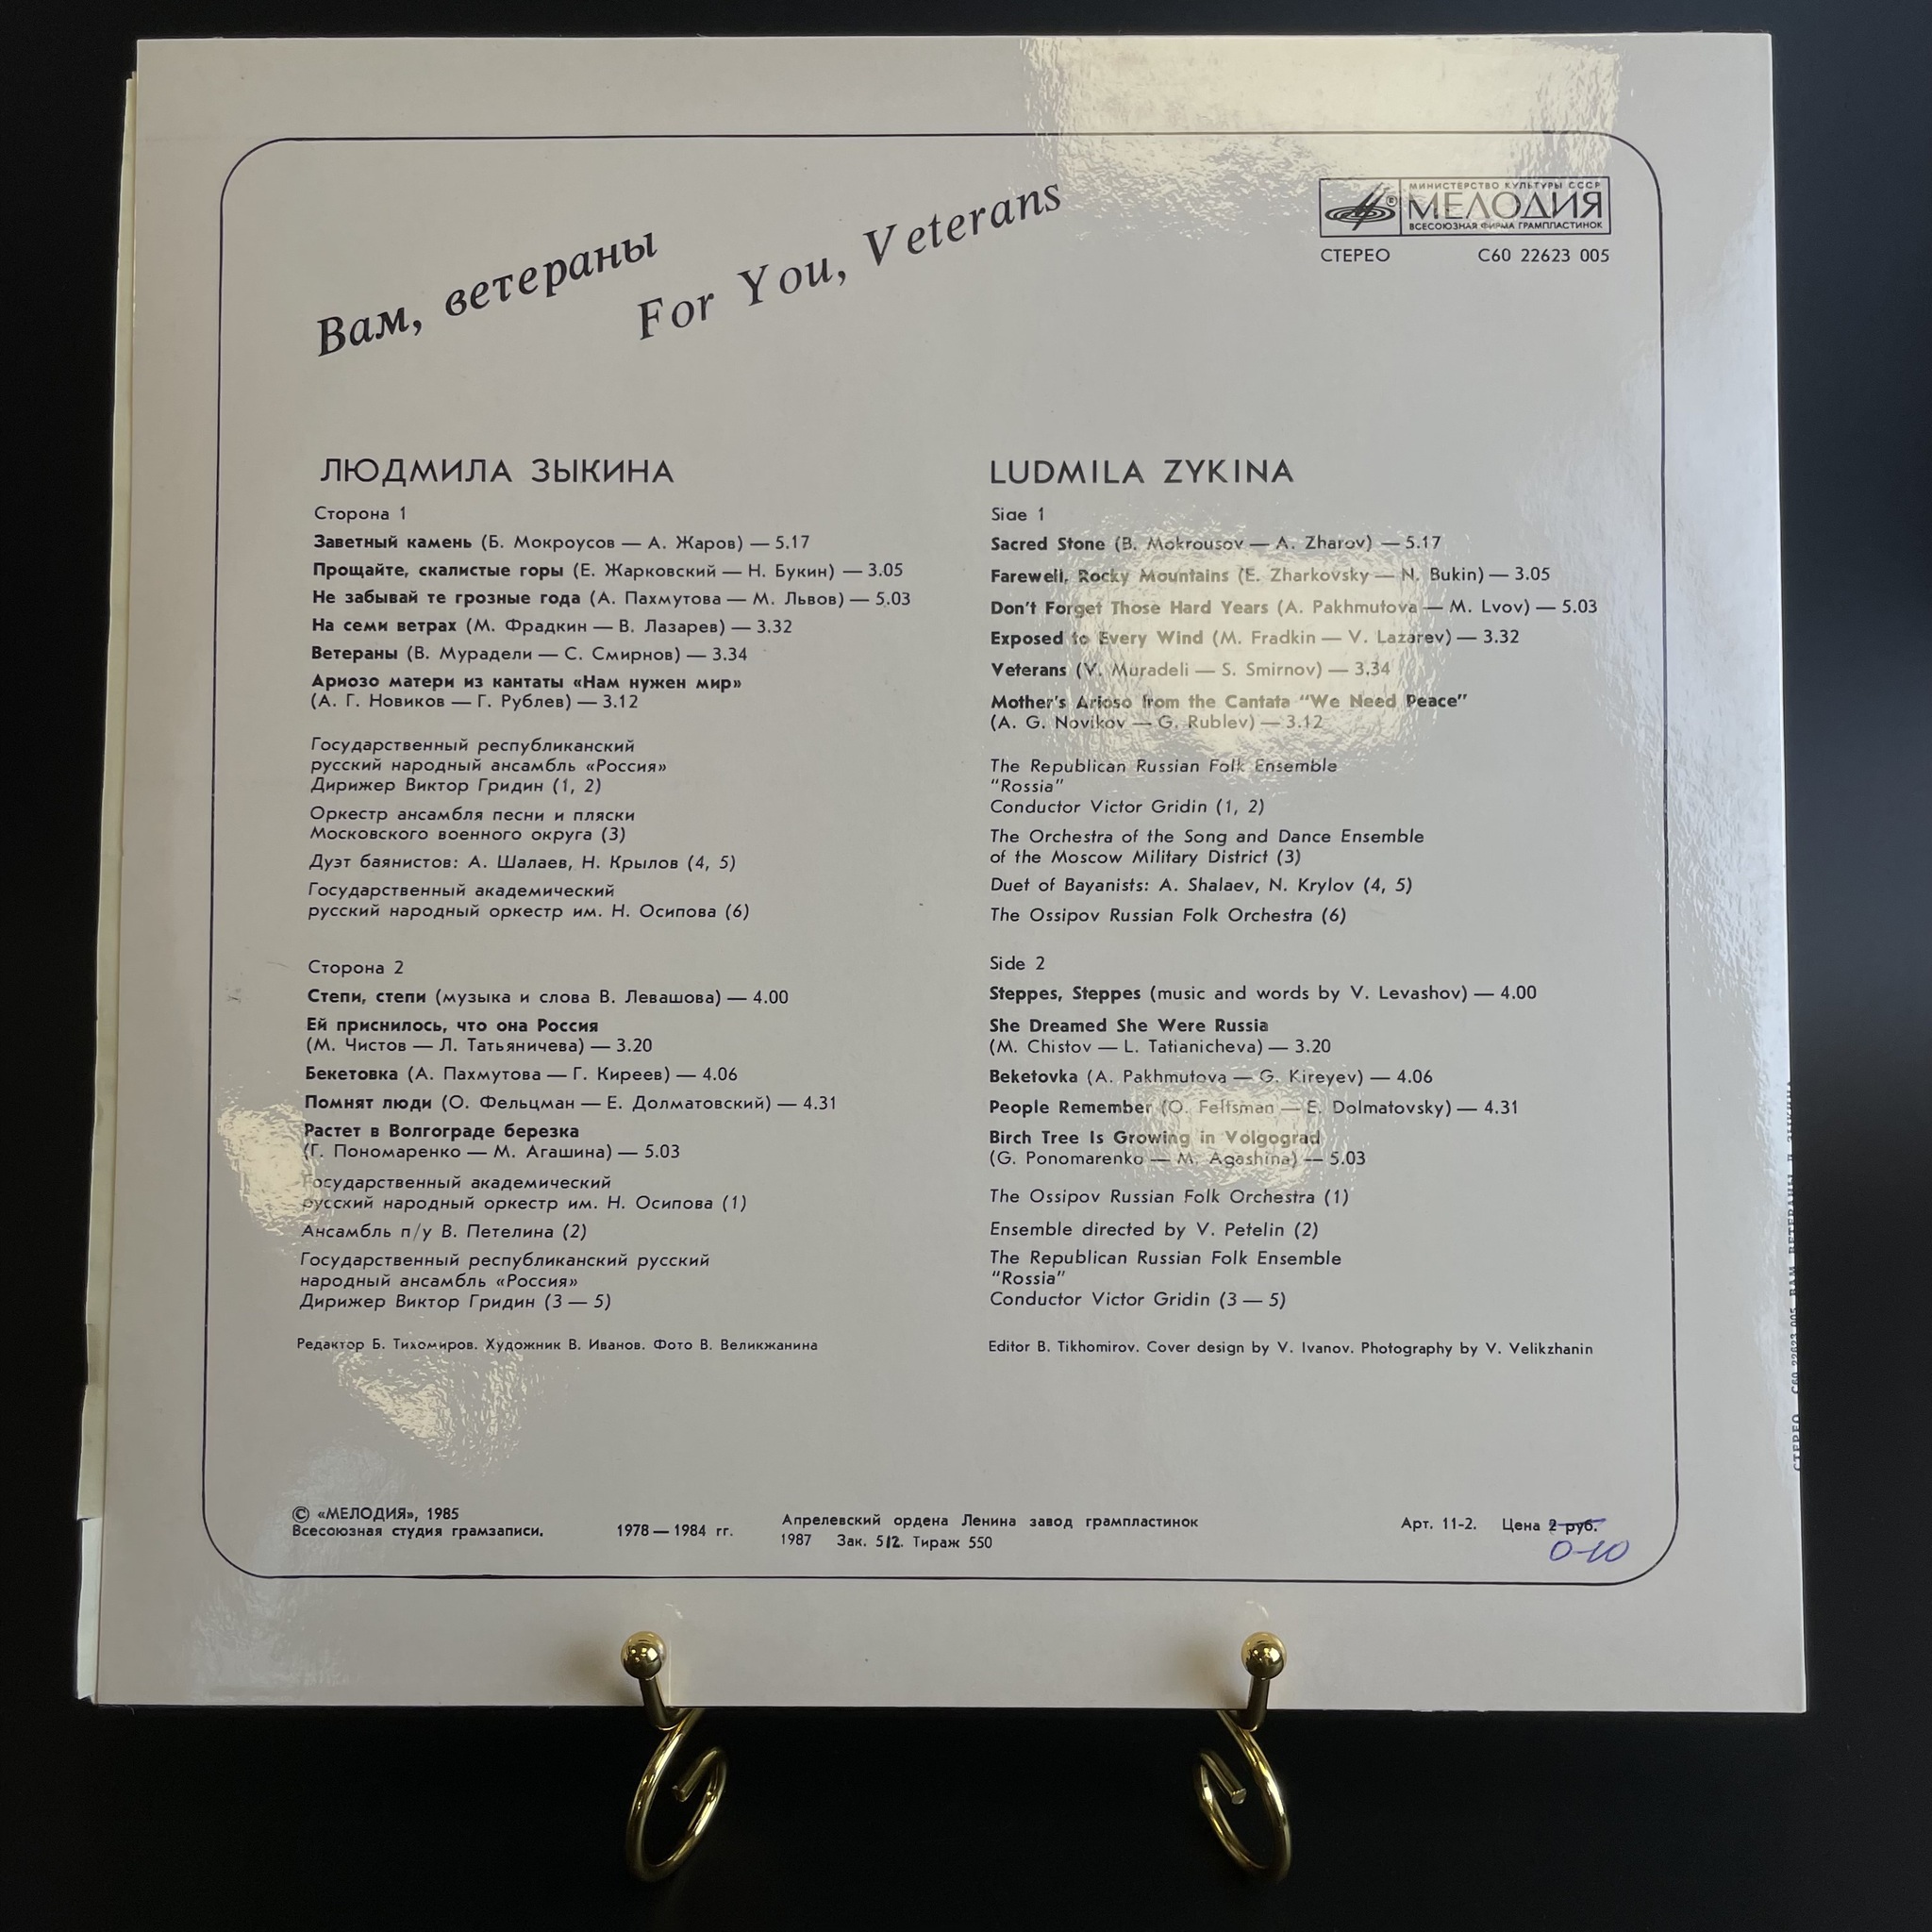 Вам, ветераны
For You, Veterans
МИНИСТЕРСТВО КУЛЬТУРЫ СССР
МЕЛОДИЯ
ВСЕСОЮЗНАЯ ФИРМА ГРАМПЛАСТИНОК
СТЕРЕО С60 22623 005
ЛЮДМИЛА ЗЫКИНА
Сторона 1
Заветный камень (Б. Мокроусов — А. Жаров) — 5.17
Прощайте, скалистые горы (Е. Жарковский — Н. Букин) — 3.05
Не забывай те грозные года (А. Пахмутова — М. Львов) — 5.03
На семи ветрах (М. Фрадкин — В. Лазарев) — 3.32
Ветераны (В. Мурадели — С. Смирнов) — 3.34
Ариозо матери из кантаты «Нам нужен мир»
(А. Г. Новиков — Г. Рублев) — 3.12
Государственный республиканский
русский народный ансамбль «Россия»
Дирижер Виктор Гридин (1, 2)
Оркестр ансамбля песни и пляски
Московского военного округа (3)
Дуэт баянистов: А. Шалаев, Н. Крылов (4, 5)
Государственный академический
русский народный оркестр им. Н. Осипова (6)
Сторона 2
Степи, степи (музыка и слова В. Левашова) — 4.00
Ей приснилось, что она Россия
(М. Чистов — Л. Татьяничева) — 3.20
Бекетовка (А. Пахмутова — Г. Киреев) — 4.06
Помнят люди (О. Фельцман — Е. Долматовский) — 4.31
Растет в Волгограде березка
(Г. Пономаренко — М. Агашина) — 5.03
Государственный академический
русский народный оркестр им. Н. Осипова (1)
Ансамбль п/у В. Петелина (2)
Государственный республиканский русский
народный ансамбль «Россия»
Дирижер Виктор Гридин (3 — 5)
Редактор Б. Тихомиров. Художник В. Иванов. Фото В. Великжанина
LUDMILA ZYKINA
Side 1
Sacred Stone (B. Mokrousov — A. Zharov) — 5.17
Farewell, Rocky Mountains (E. Zharkovsky — N. Bukin) — 3.05
Don't Forget Those Hard Years (A. Pakhmutova — M. Lvov) — 5.03
Exposed to Every Wind (M. Fradkin — V. Lazarev) — 3.32
Veterans (V. Muradeli — S. Smirnov) — 3.34
Mother's Arioso from the Cantata “We Need Peace”
(A. G. Novikov — G. Rublev) — 3.12
The Republican Russian Folk Ensemble
“Rossia”
Conductor Victor Gridin (1, 2)
The Orchestra of the Song and Dance Ensemble
of the Moscow Military District (3)
Duet of Bayanists: A. Shalaev, N. Krylov (4, 5)
The Ossipov Russian Folk Orchestra (6)
Side 2
Steppes, Steppes (music and words by V. Levashov) — 4.00
She Dreamed She Were Russia
(M. Chistov — L. Tatianicheva) — 3.20
Beketovka (A. Pakhmutova — G. Kireyev) — 4.06
People Remember (O. Feltsman — E. Dolmatovsky) — 4.31
Birch Tree Is Growing in Volgograd
(G. Ponomarenko — M. Agashina) — 5.03
The Ossipov Russian Folk Orchestra (1)
Ensemble directed by V. Petelin (2)
The Republican Russian Folk Ensemble
“Rossia”
Conductor Victor Gridin (3 — 5)
Editor B. Tikhomirov. Cover design by V. Ivanov. Photography by V. Velikzhanin
© «МЕЛОДИЯ», 1985
Всесоюзная студия грамзаписи.
1978 — 1984 гг.
Апрелевский ордена Ленина завод грампластинок
1987 Зак. 512. Тираж 550
Арт. 11-2. Цена 2 руб.
0-10
СТЕРЕО С60 22623 005 ВАМ, ВЕТЕРАНЫ Л. ЗЫКИНА